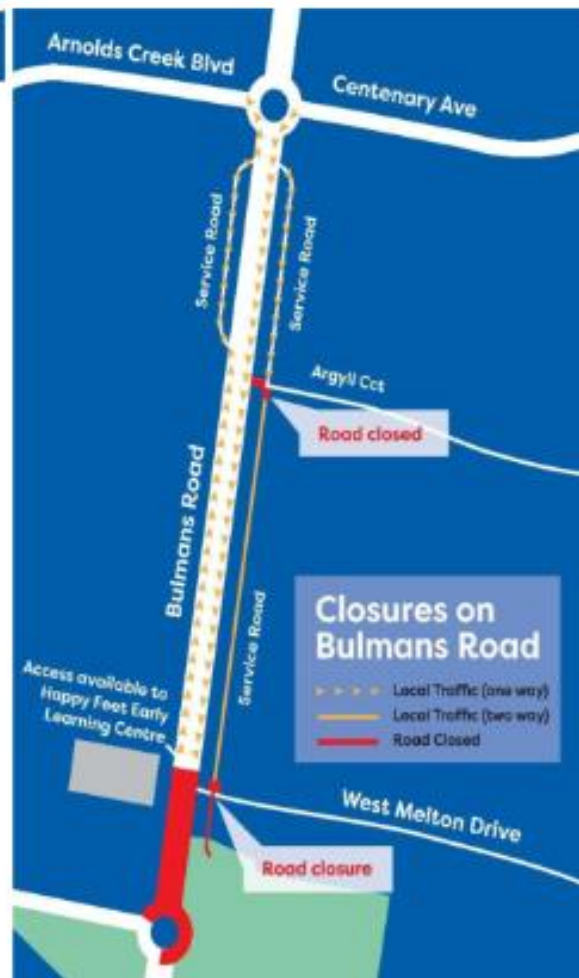 Arnolds Creek Blvd
Centenary Ave
Service Road
Service Road
Argyll Cct
Road closed
Bulmans Road
Service Road
Closures on
Bulmans Road
Local Traffic (one way)
Local Traffic (two way)
Road Closed
Access available to
Happy Feet Early
Learning Centre
West Melton Drive
Road closure